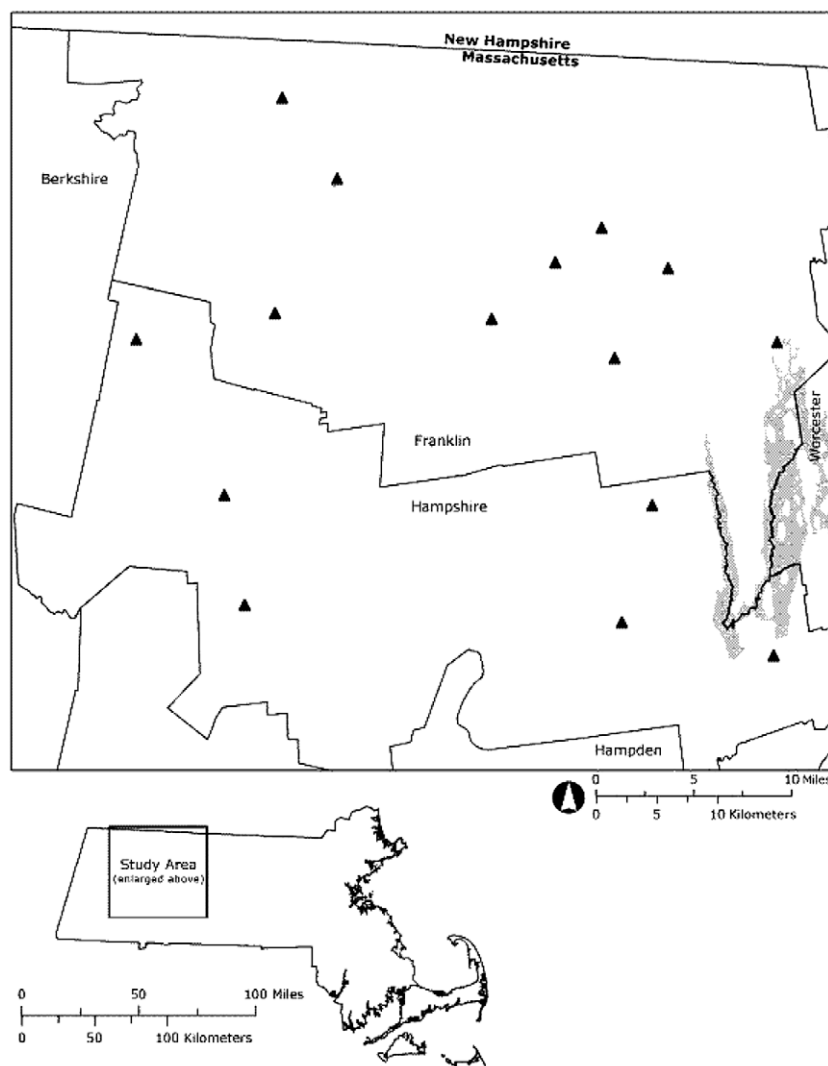 New Hampshire
Massachusetts
Berkshire
Worcester
Franklin
Hampshire
Hampden
0 5 10 Miles
0 5 10 Kilometers
Study Area
(enlarged above)
0 50 100 Miles
0 50 100 Kilometers